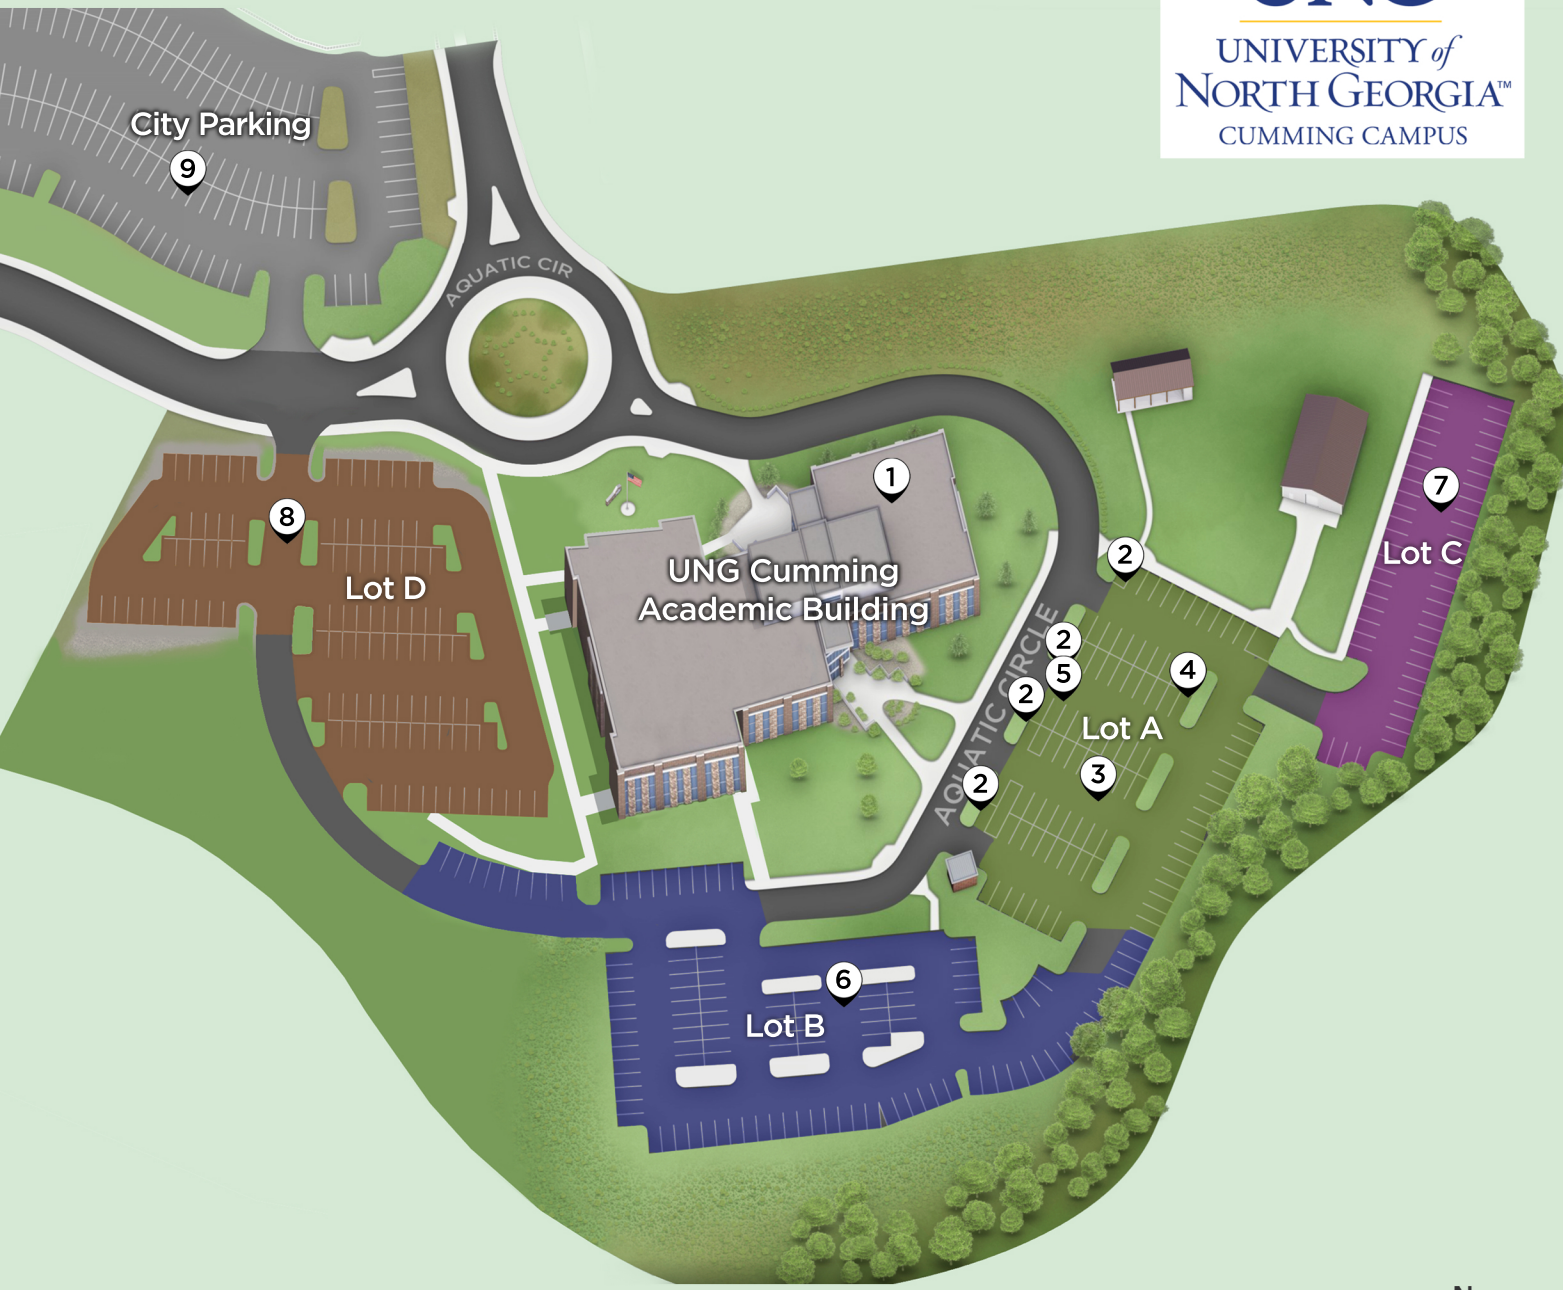 UNIVERSITY of
NORTH GEORGIA™
CUMMING CAMPUS
City Parking
9
AQUATIC CIR
1
7
8
Lot C
2
UNG Cumming
Academic Building
Lot D
AQUATIC CIRCLE
2
5
4
2
Lot A
3
2
6
Lot B